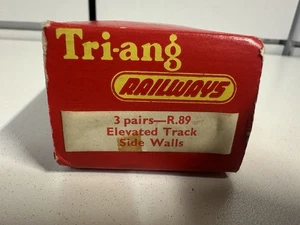 Tri-ang
RAILWAYS
3 pairs—R.89
Elevated Track
Side Walls